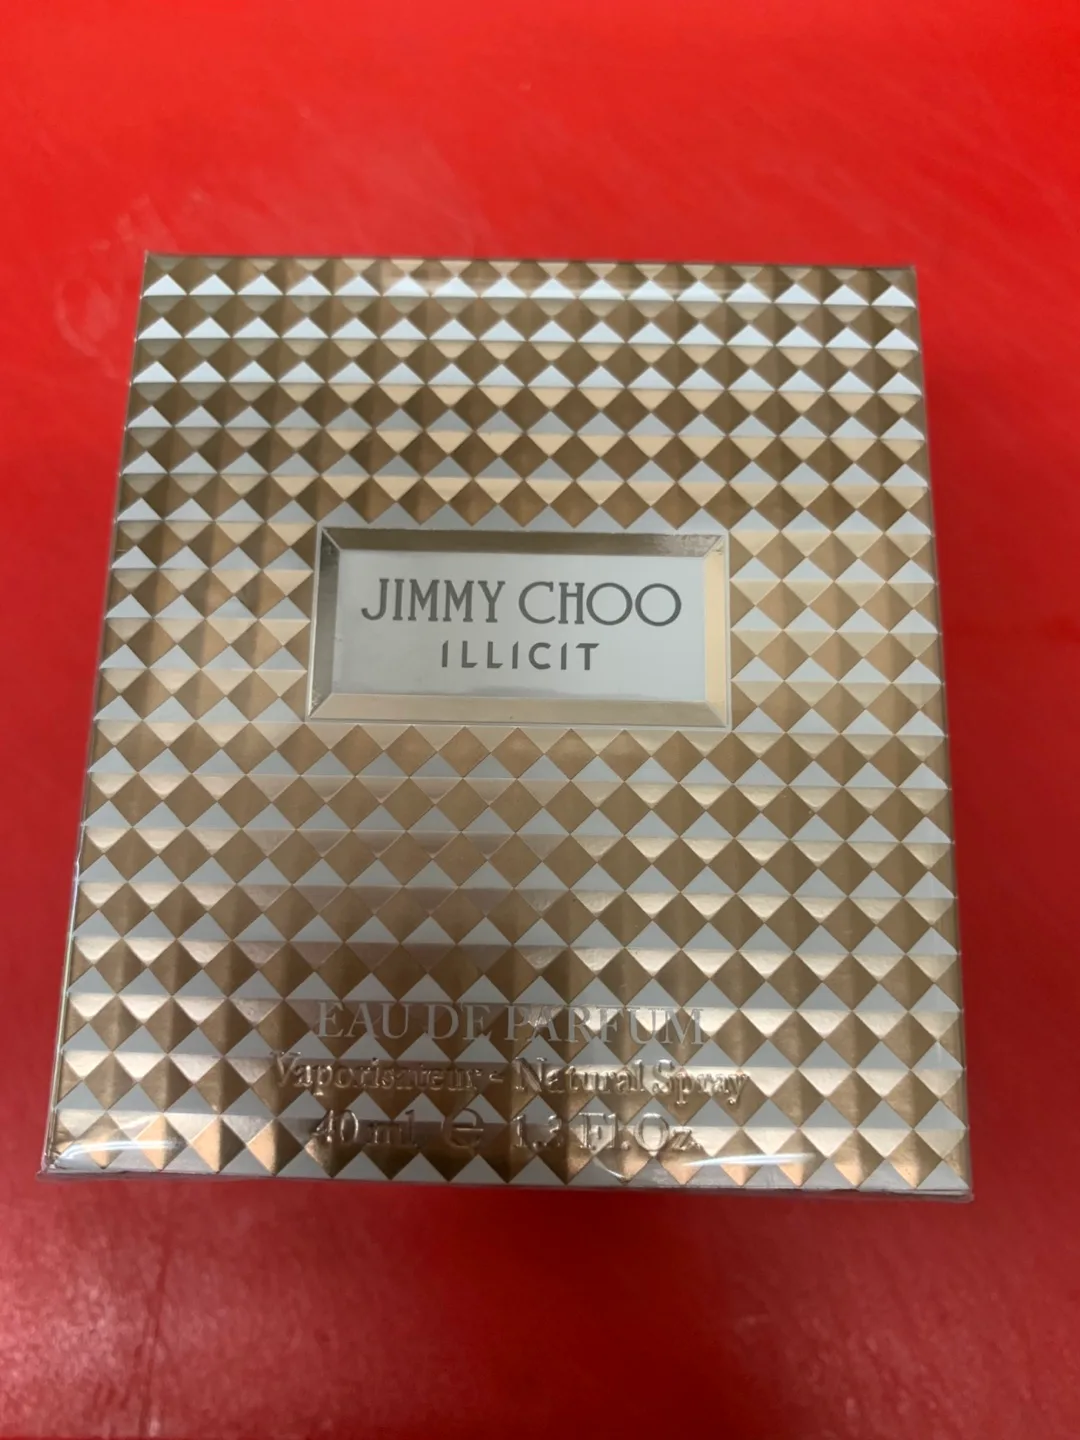 JIMMY CHOO
ILLICIT
EAU DE PARFUM
Vaporisateur - Natural Spray
40 ml ℮ 1.3 Fl. Oz.